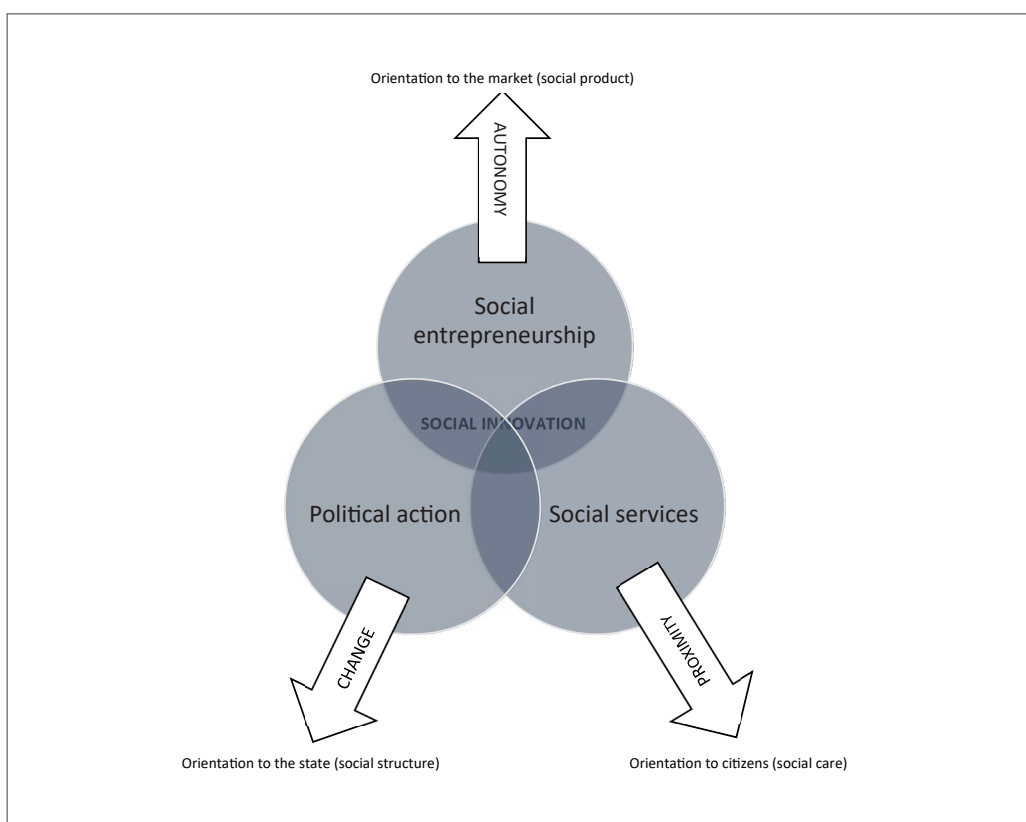 Orientation to the market (social product)
AUTONOMY
Social
entrepreneurship
SOCIAL INNOVATION
Political action
Social services
CHANGE
PROXIMITY
Orientation to the state (social structure)
Orientation to citizens (social care)